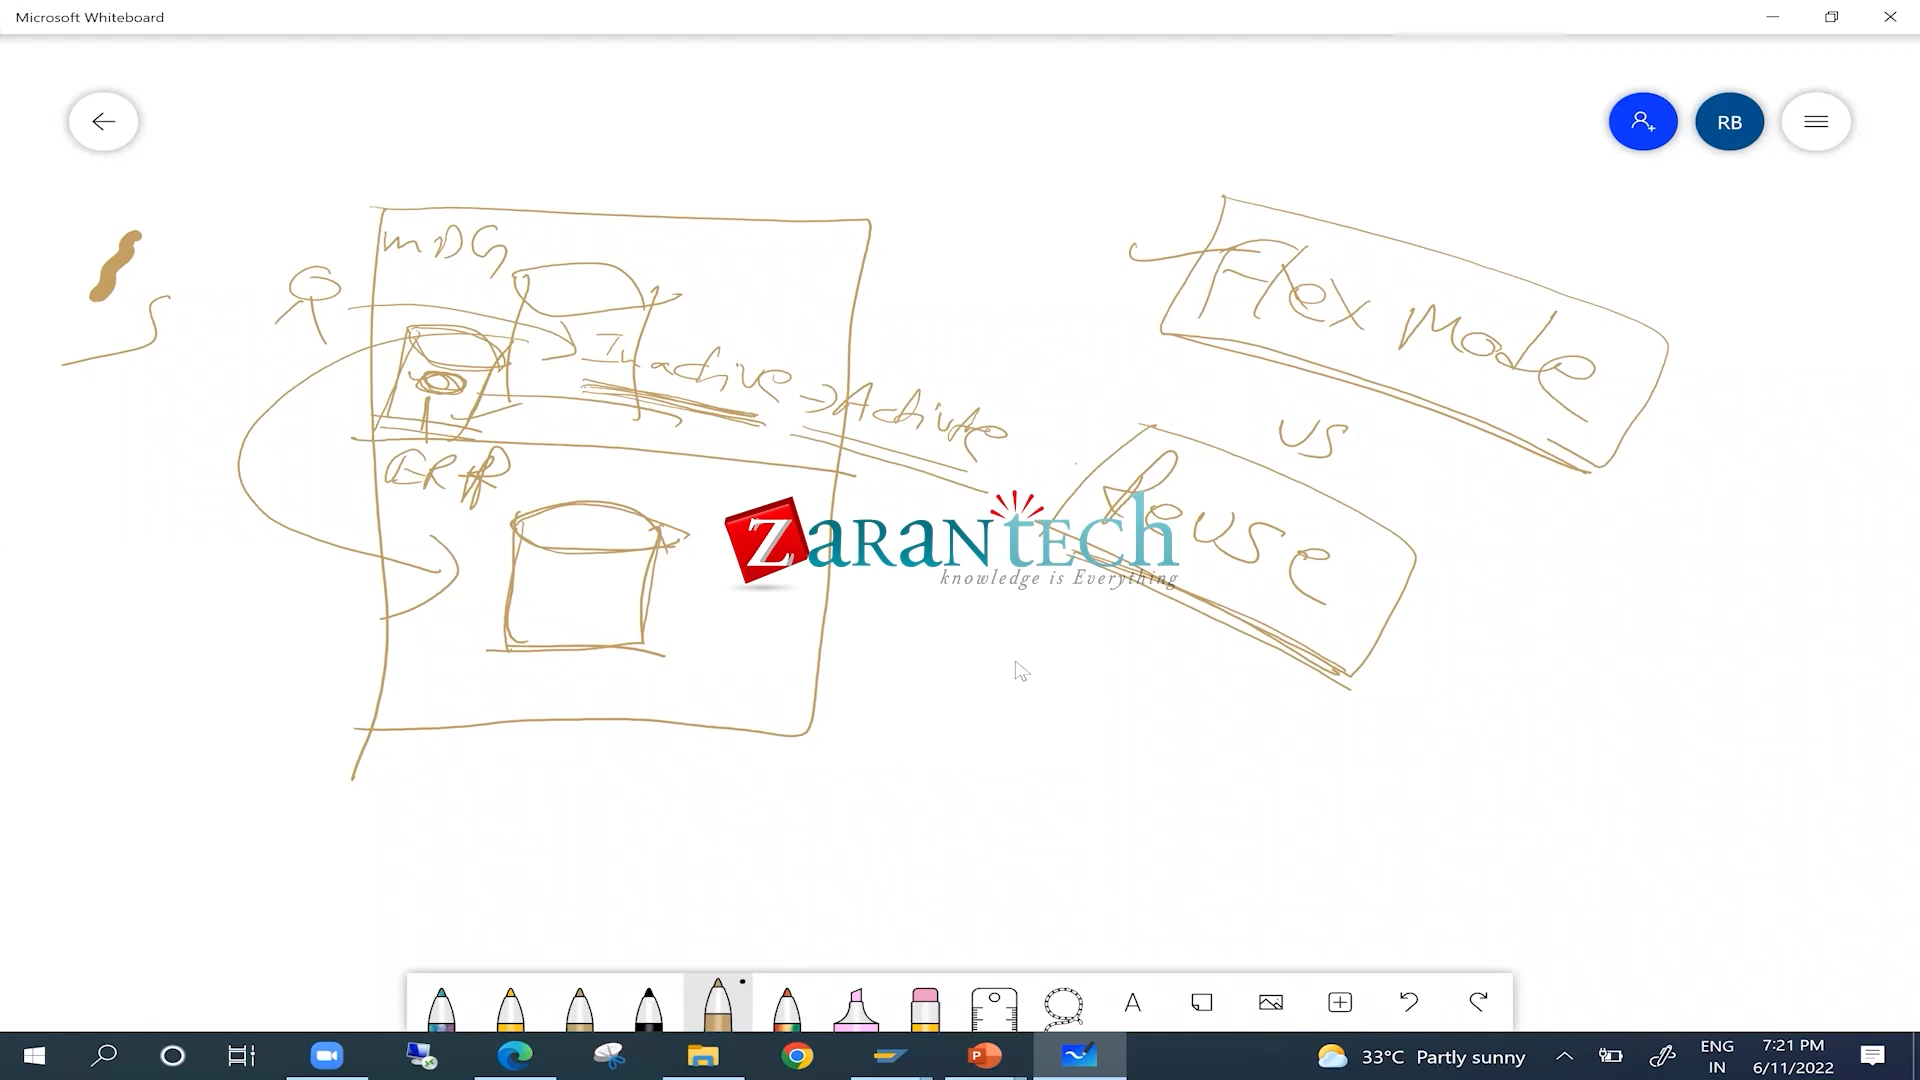 Microsoft Whiteboard
RB
MDG
Inactive → Active
ERP
Flex Mode
vs
Reuse
ZaranTech
knowledge is Everything
A
33°C Partly sunny
ENG
IN
7:21 PM
6/11/2022